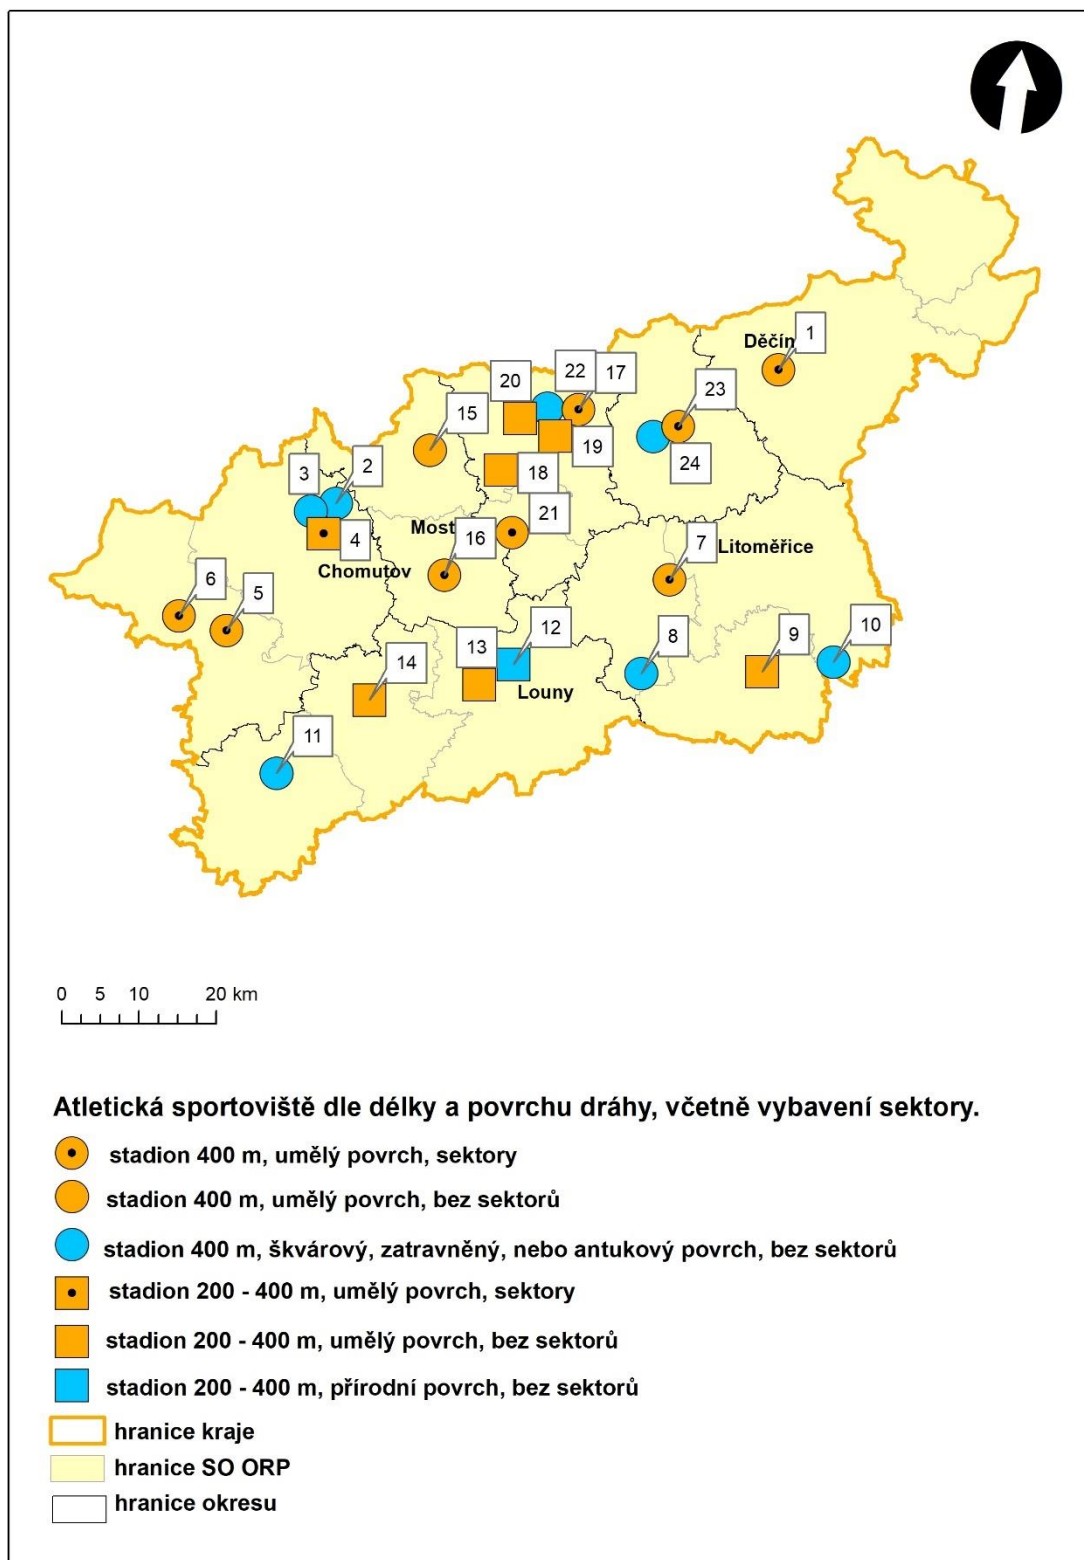 1
Děčín
22
17
20
23
15
19
24
3
2
18
21
Most
4
16
7
Litoměřice
Chomutov
6
5
12
10
13
8
9
14
Louny
11
0 5 10 20 km
Atletická sportoviště dle délky a povrchu dráhy, včetně vybavení sektory.
stadion 400 m, umělý povrch, sektory
stadion 400 m, umělý povrch, bez sektorů
stadion 400 m, škvárový, zatravněný, nebo antukový povrch, bez sektorů
stadion 200 - 400 m, umělý povrch, sektory
stadion 200 - 400 m, umělý povrch, bez sektorů
stadion 200 - 400 m, přírodní povrch, bez sektorů
hranice kraje
hranice SO ORP
hranice okresu